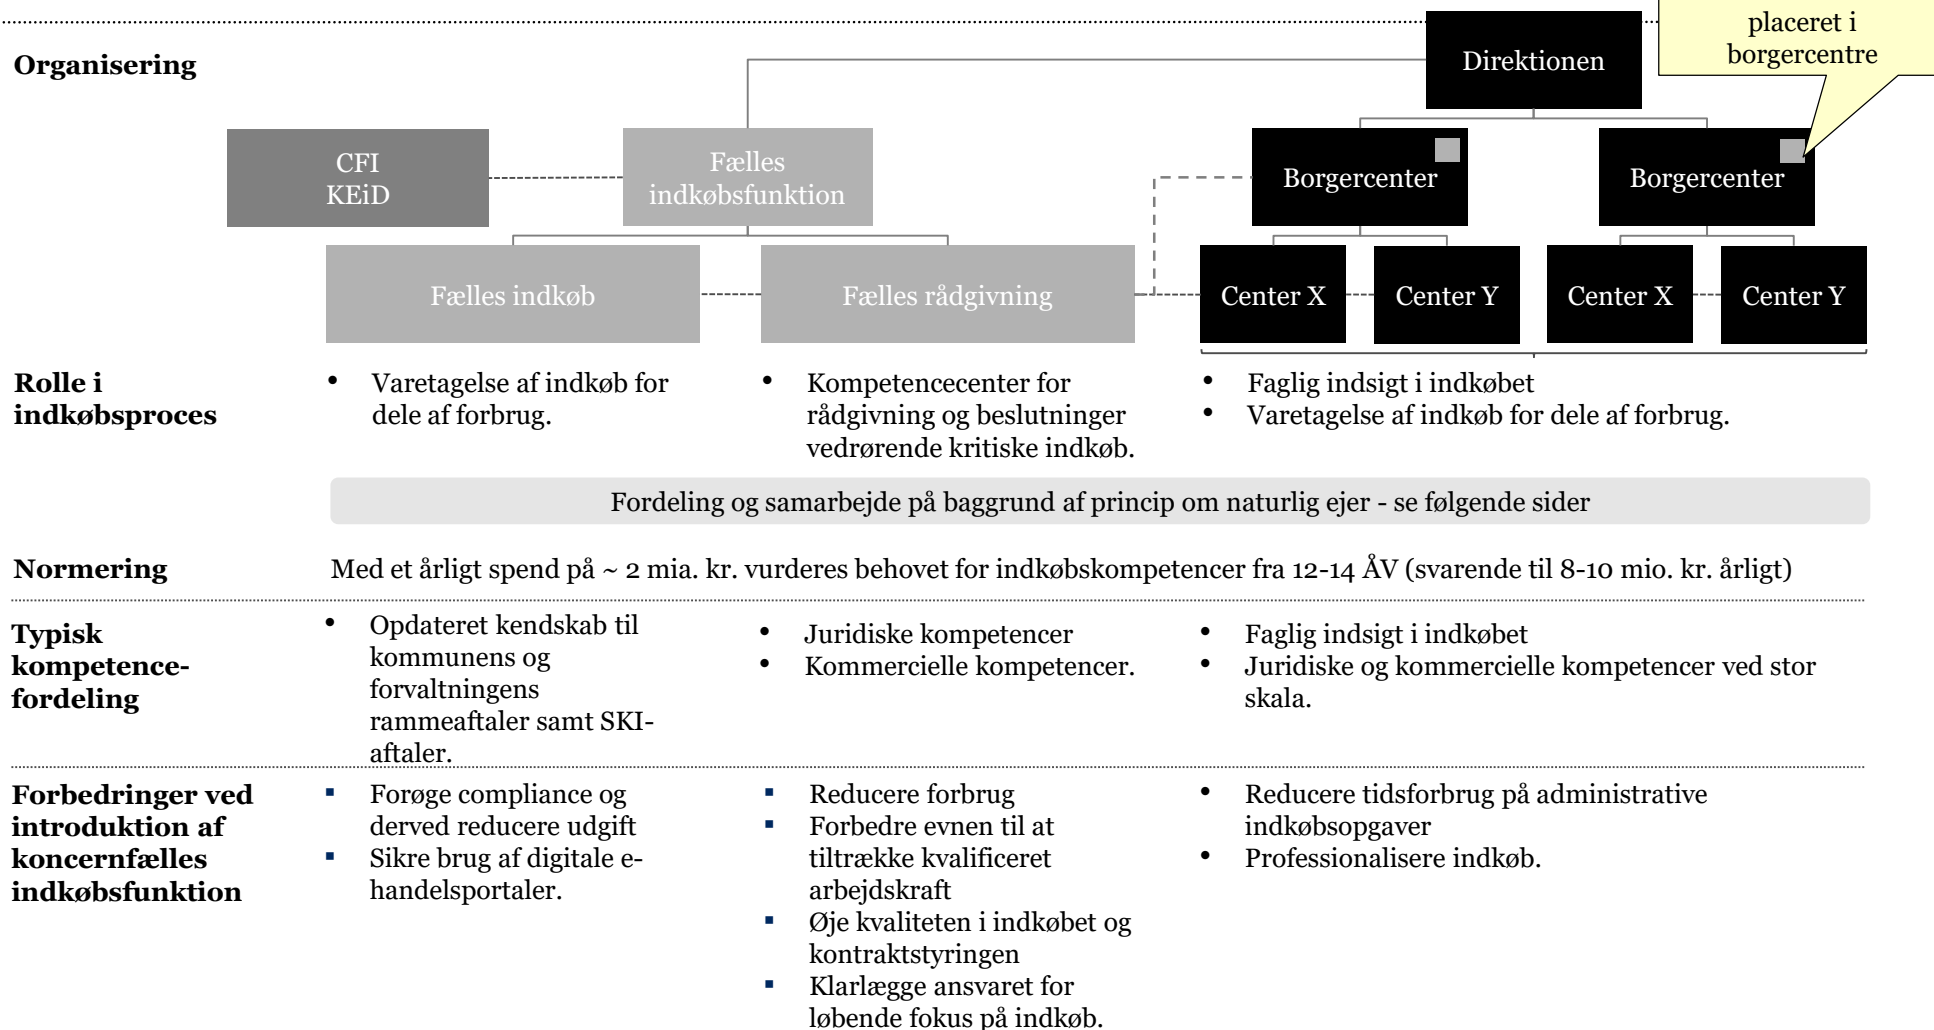 placeret i
borgercentre
Organisering
Direktionen
CFI
KEiD
Fælles
indkøbsfunktion
Borgercenter
Borgercenter
Fælles indkøb
Fælles rådgivning
Center X
Center Y
Center X
Center Y
Rolle i
indkøbsproces
• Varetagelse af indkøb for
dele af forbrug.
• Kompetencecenter for
rådgivning og beslutninger
vedrørende kritiske indkøb.
• Faglig indsigt i indkøbet
• Varetagelse af indkøb for dele af forbrug.
Fordeling og samarbejde på baggrund af princip om naturlig ejer - se følgende sider
Normering
Med et årligt spend på ~ 2 mia. kr. vurderes behovet for indkøbskompetencer fra 12-14 ÅV (svarende til 8-10 mio. kr. årligt)
Typisk
kompetence-
fordeling
• Opdateret kendskab til
kommunens og
forvaltningens
rammeaftaler samt SKI-
aftaler.
• Juridiske kompetencer
• Kommercielle kompetencer.
• Faglig indsigt i indkøbet
• Juridiske og kommercielle kompetencer ved stor
skala.
Forbedringer ved
introduktion af
koncernfælles
indkøbsfunktion
▪ Forøge compliance og
derved reducere udgift
▪ Sikre brug af digitale e-
handelsportaler.
▪ Reducere forbrug
▪ Forbedre evnen til at
tiltrække kvalificeret
arbejdskraft
▪ Øje kvaliteten i indkøbet og
kontraktstyringen
▪ Klarlægge ansvaret for
løbende fokus på indkøb.
• Reducere tidsforbrug på administrative
indkøbsopgaver
• Professionalisere indkøb.